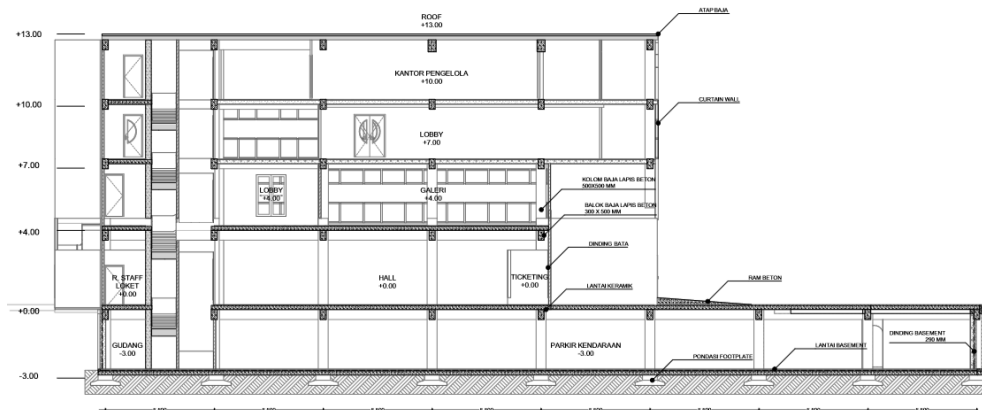 ROOF
+13.00
ATAP BAJA
+13.00
KANTOR PENGELOLA
+10.00
+10.00
CURTAIN WALL
LOBBY
+7.00
+7.00
KOLOM BAJA LAPIS BETON
500X500 MM
LOBBY
+4.00
GALERI
+4.00
BALOK BAJA LAPIS BETON
300 X 500 MM
+4.00
DINDING BATA
R. STAFF
LOKET
+0.00
HALL
+0.00
TICKETING
+0.00
RAM BETON
LANTAI KERAMIK
+0.00
GUDANG
-3.00
PARKIR KENDARAAN
-3.00
DINDING BASEMENT
250 MM
LANTAI BASEMENT
PONDASI FOOTPLATE
-3.00